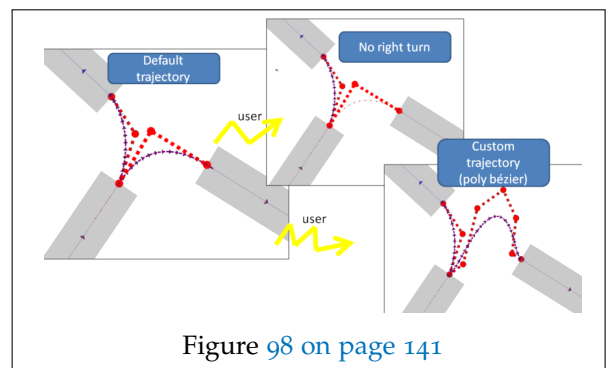 Default
trajectory
No right turn
user
Custom
trajectory
(poly bézier)
user
Figure 98 on page 141